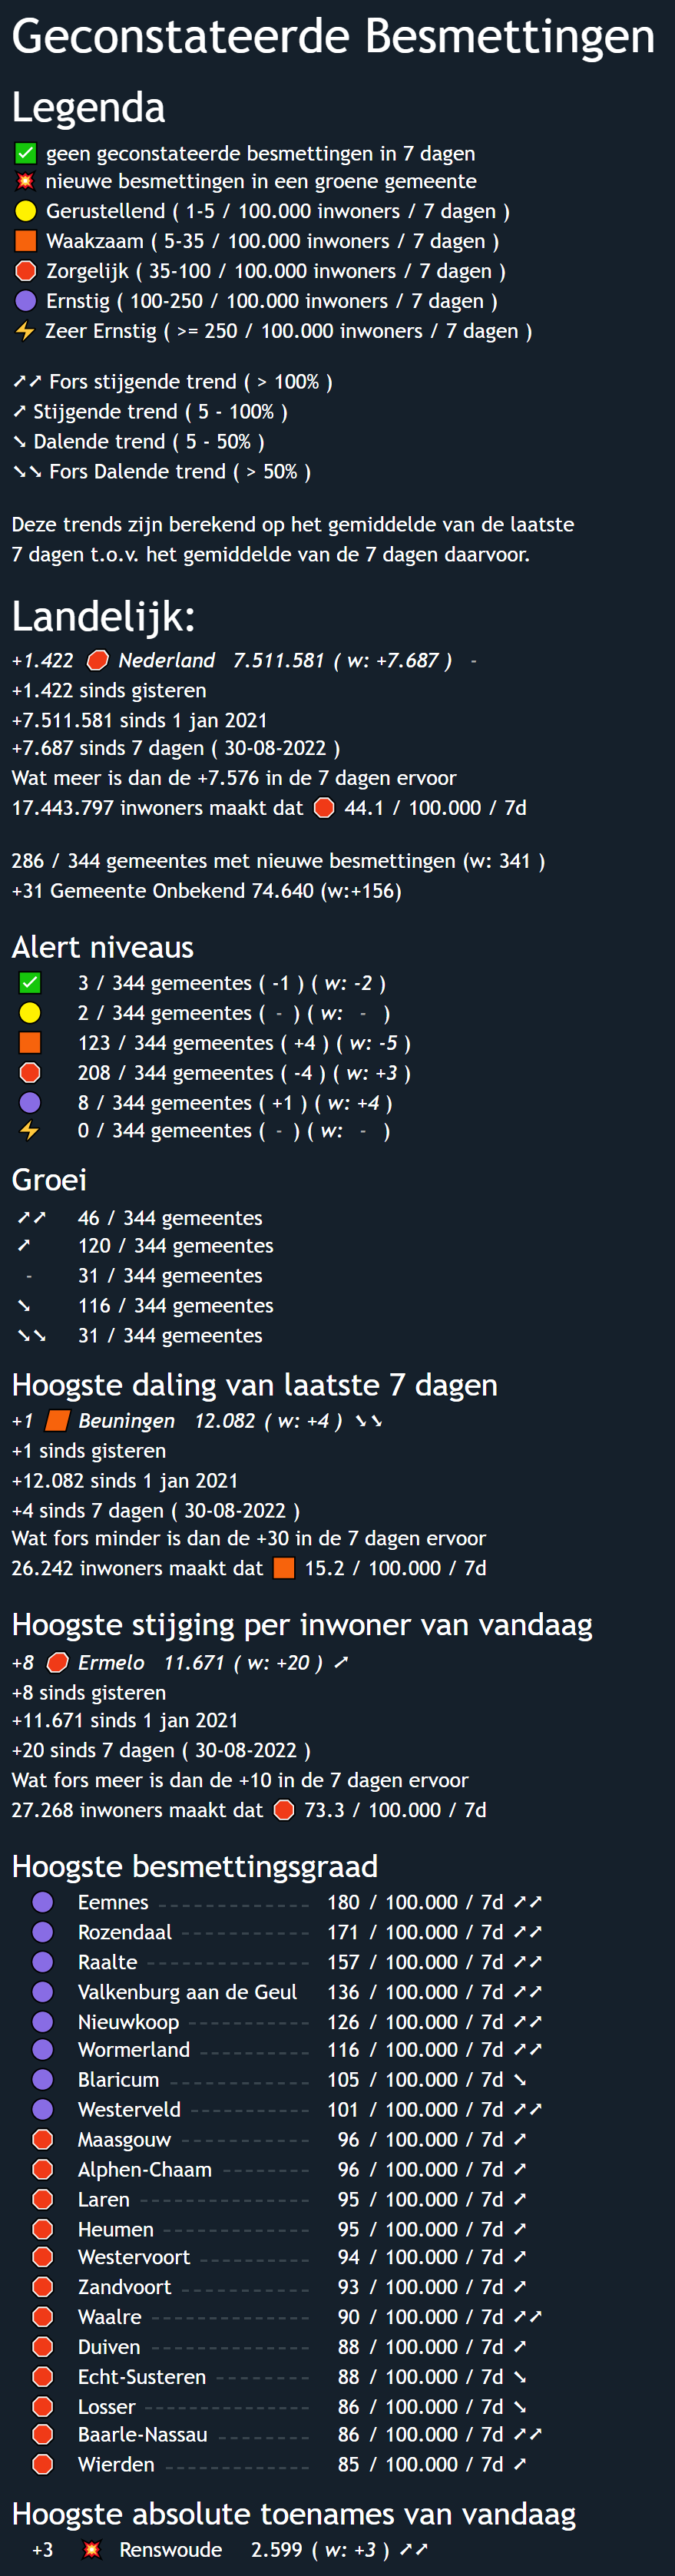 Geconstateerde Besmettingen
Legenda
✅ geen geconstateerde besmettingen in 7 dagen
💥 nieuwe besmettingen in een groene gemeente
🟡 Gerustellend ( 1-5 / 100.000 inwoners / 7 dagen )
🟧 Waakzaam ( 5-35 / 100.000 inwoners / 7 dagen )
🛑 Zorgelijk ( 35-100 / 100.000 inwoners / 7 dagen )
🟣 Ernstig ( 100-250 / 100.000 inwoners / 7 dagen )
⚡ Zeer Ernstig ( >= 250 / 100.000 inwoners / 7 dagen )
➚➚ Fors stijgende trend ( > 100% )
➚ Stijgende trend ( 5 - 100% )
➘ Dalende trend ( 5 - 50% )
➘➘ Fors Dalende trend ( > 50% )
Deze trends zijn berekend op het gemiddelde van de laatste
7 dagen t.o.v. het gemiddelde van de 7 dagen daarvoor.
Landelijk:
+1.422 🛑 Nederland 7.511.581 ( w: +7.687 ) -
+1.422 sinds gisteren
+7.511.581 sinds 1 jan 2021
+7.687 sinds 7 dagen ( 30-08-2022 )
Wat meer is dan de +7.576 in de 7 dagen ervoor
17.443.797 inwoners maakt dat 🛑 44.1 / 100.000 / 7d
286 / 344 gemeentes met nieuwe besmettingen (w: 341 )
+31 Gemeente Onbekend 74.640 (w:+156)
Alert niveaus
✅ 3 / 344 gemeentes ( -1 ) ( w: -2 )
🟡 2 / 344 gemeentes ( - ) ( w: - )
🟧 123 / 344 gemeentes ( +4 ) ( w: -5 )
🛑 208 / 344 gemeentes ( -4 ) ( w: +3 )
🟣 8 / 344 gemeentes ( +1 ) ( w: +4 )
⚡ 0 / 344 gemeentes ( - ) ( w: - )
Groei
➚➚ 46 / 344 gemeentes
➚ 120 / 344 gemeentes
- 31 / 344 gemeentes
➘ 116 / 344 gemeentes
➘➘ 31 / 344 gemeentes
Hoogste daling van laatste 7 dagen
+1 🟧 Beuningen 12.082 ( w: +4 ) ➘➘
+1 sinds gisteren
+12.082 sinds 1 jan 2021
+4 sinds 7 dagen ( 30-08-2022 )
Wat fors minder is dan de +30 in de 7 dagen ervoor
26.242 inwoners maakt dat 🟧 15.2 / 100.000 / 7d
Hoogste stijging per inwoner van vandaag
+8 🛑 Ermelo 11.671 ( w: +20 ) ➚
+8 sinds gisteren
+11.671 sinds 1 jan 2021
+20 sinds 7 dagen ( 30-08-2022 )
Wat fors meer is dan de +10 in de 7 dagen ervoor
27.268 inwoners maakt dat 🛑 73.3 / 100.000 / 7d
Hoogste besmettingsgraad
🟣 Eemnes 180 / 100.000 / 7d ➚➚
🟣 Rozendaal 171 / 100.000 / 7d ➚➚
🟣 Raalte 157 / 100.000 / 7d ➚➚
🟣 Valkenburg aan de Geul 136 / 100.000 / 7d ➚➚
🟣 Nieuwkoop 126 / 100.000 / 7d ➚➚
🟣 Wormerland 116 / 100.000 / 7d ➚➚
🟣 Blaricum 105 / 100.000 / 7d ➘
🟣 Westerveld 101 / 100.000 / 7d ➚➚
🛑 Maasgouw 96 / 100.000 / 7d ➚
🛑 Alphen-Chaam 96 / 100.000 / 7d ➚
🛑 Laren 95 / 100.000 / 7d ➚
🛑 Heumen 95 / 100.000 / 7d ➚
🛑 Westervoort 94 / 100.000 / 7d ➚
🛑 Zandvoort 93 / 100.000 / 7d ➚
🛑 Waalre 90 / 100.000 / 7d ➚➚
🛑 Duiven 88 / 100.000 / 7d ➚
🛑 Echt-Susteren 88 / 100.000 / 7d ➘
🛑 Losser 86 / 100.000 / 7d ➘
🛑 Baarle-Nassau 86 / 100.000 / 7d ➚➚
🛑 Wierden 85 / 100.000 / 7d ➚
Hoogste absolute toenames van vandaag
+3 💥 Renswoude 2.599 ( w: +3 ) ➚➚